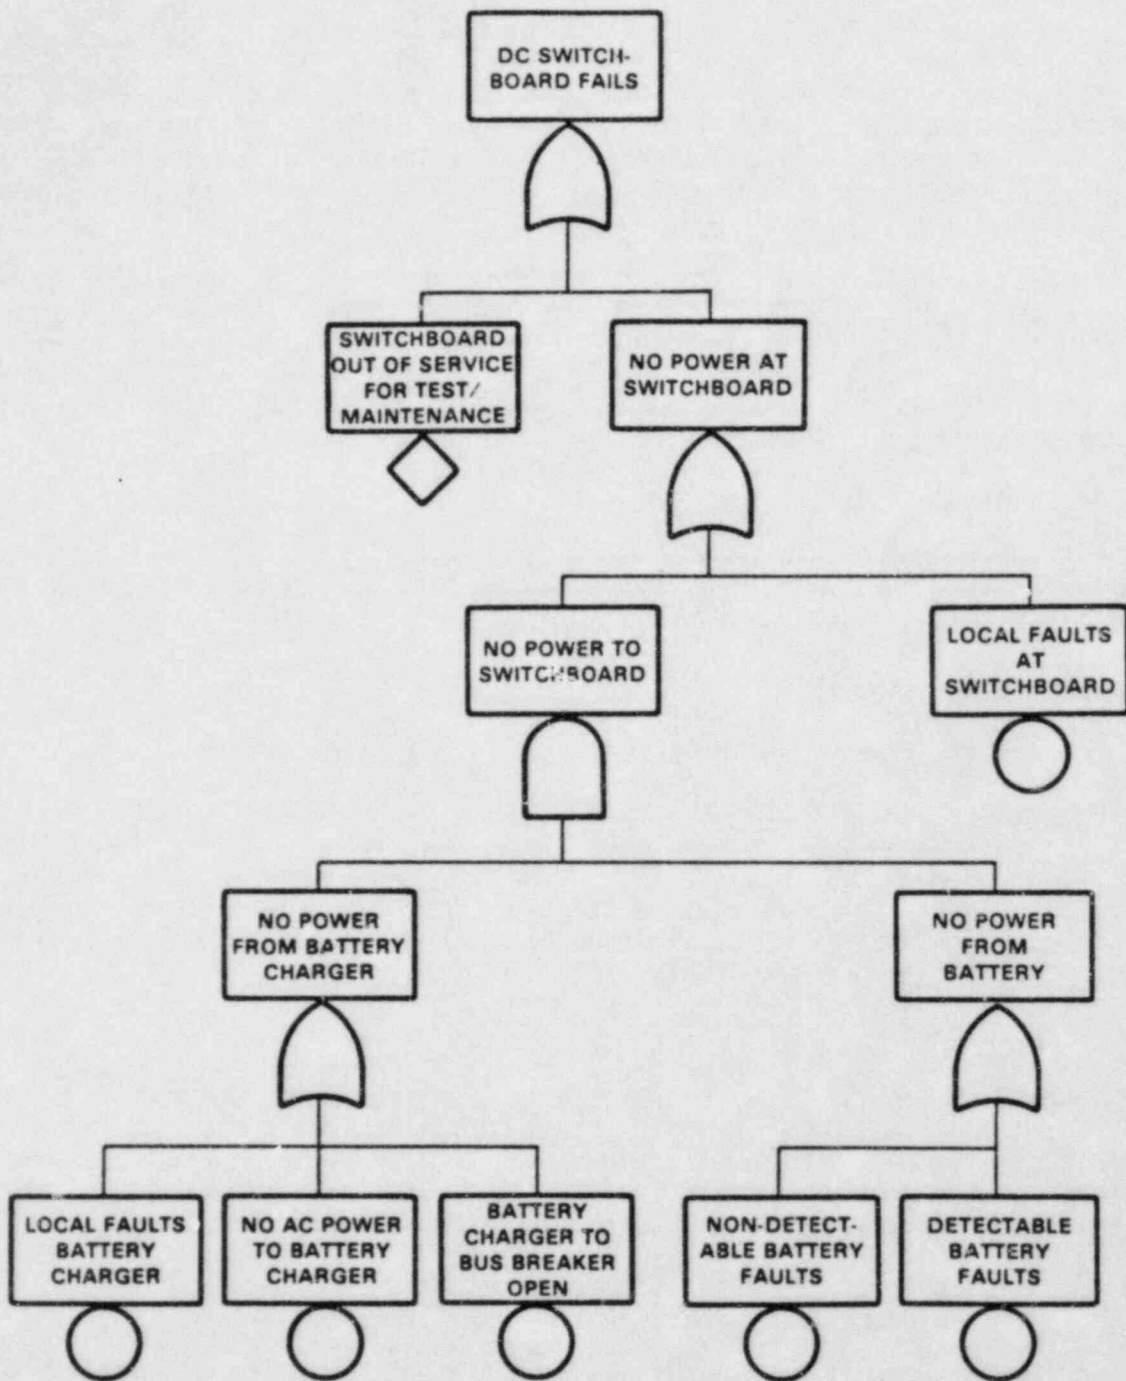 DC SWITCH-
BOARD FAILS
SWITCHBOARD
OUT OF SERVICE
FOR TEST/
MAINTENANCE
NO POWER AT
SWITCHBOARD
NO POWER TO
SWITCHBOARD
LOCAL FAULTS
AT
SWITCHBOARD
NO POWER
FROM BATTERY
CHARGER
NO POWER
FROM
BATTERY
LOCAL FAULTS
BATTERY
CHARGER
NO AC POWER
TO BATTERY
CHARGER
BATTERY
CHARGER TO
BUS BREAKER
OPEN
NON-DETECT-
ABLE BATTERY
FAULTS
DETECTABLE
BATTERY
FAULTS